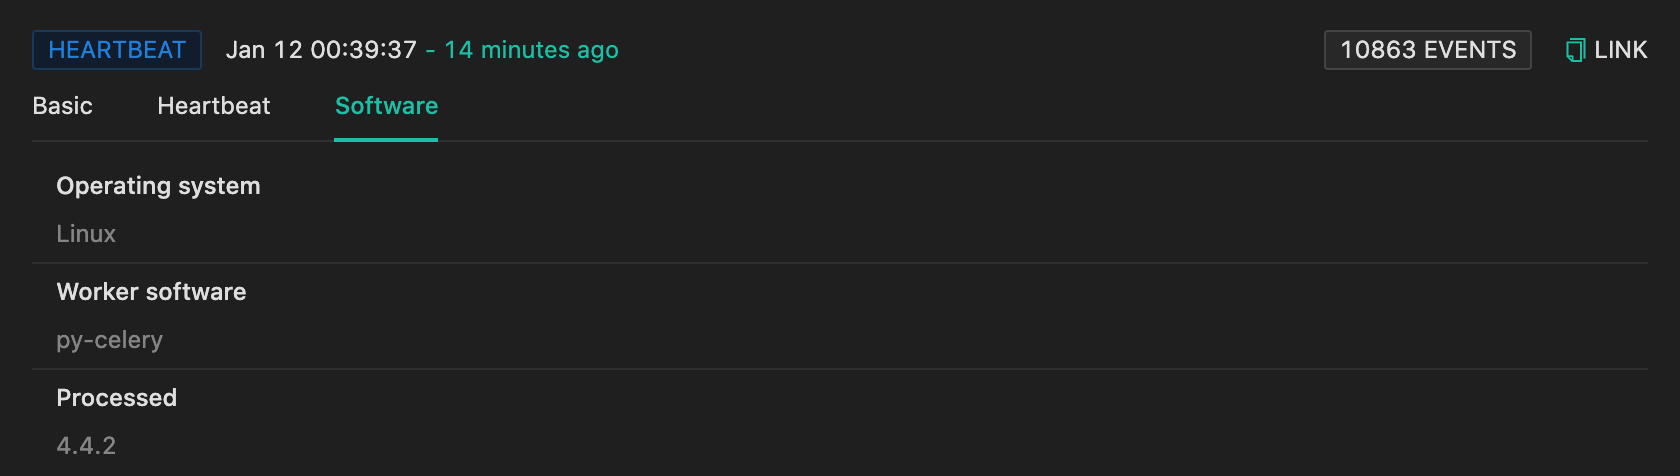 HEARTBEAT Jan 12 00:39:37 - 14 minutes ago 10863 EVENTS LINK
Basic Heartbeat Software
Operating system
Linux
Worker software
py-celery
Processed
4.4.2